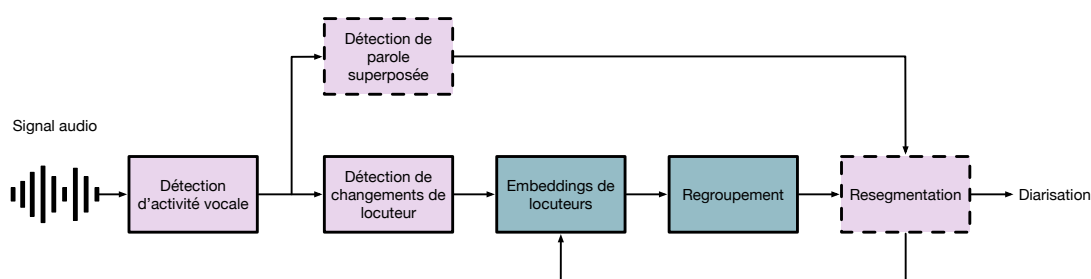 Détection de
parole
superposée
Signal audio
Détection
d'activité vocale
Détection de
changements de
locuteur
Embeddings de
locuteurs
Regroupement
Resegmentation
Diarisation